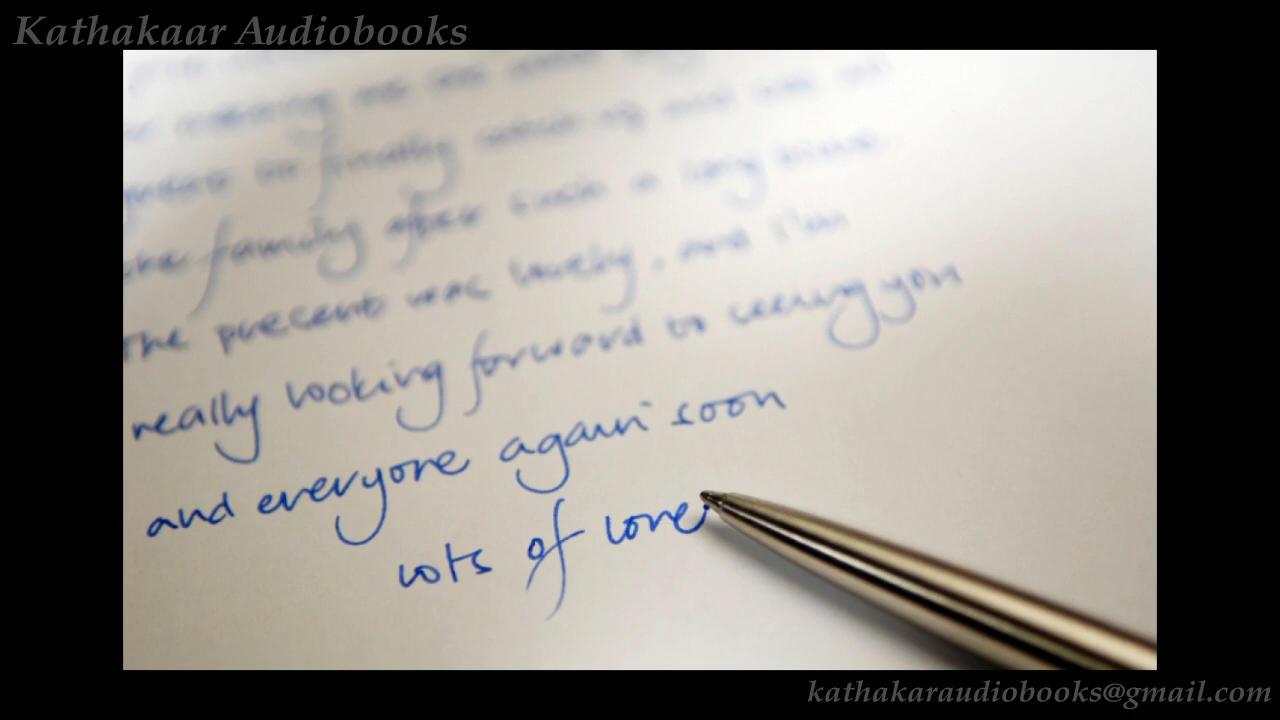 Kathakaar Audiobooks
finally
the family after such a long time.
The present was lovely, and I'm
really looking forward to seeing you
and everyone again soon
lots of love
kathakaraudiobooks@gmail.com